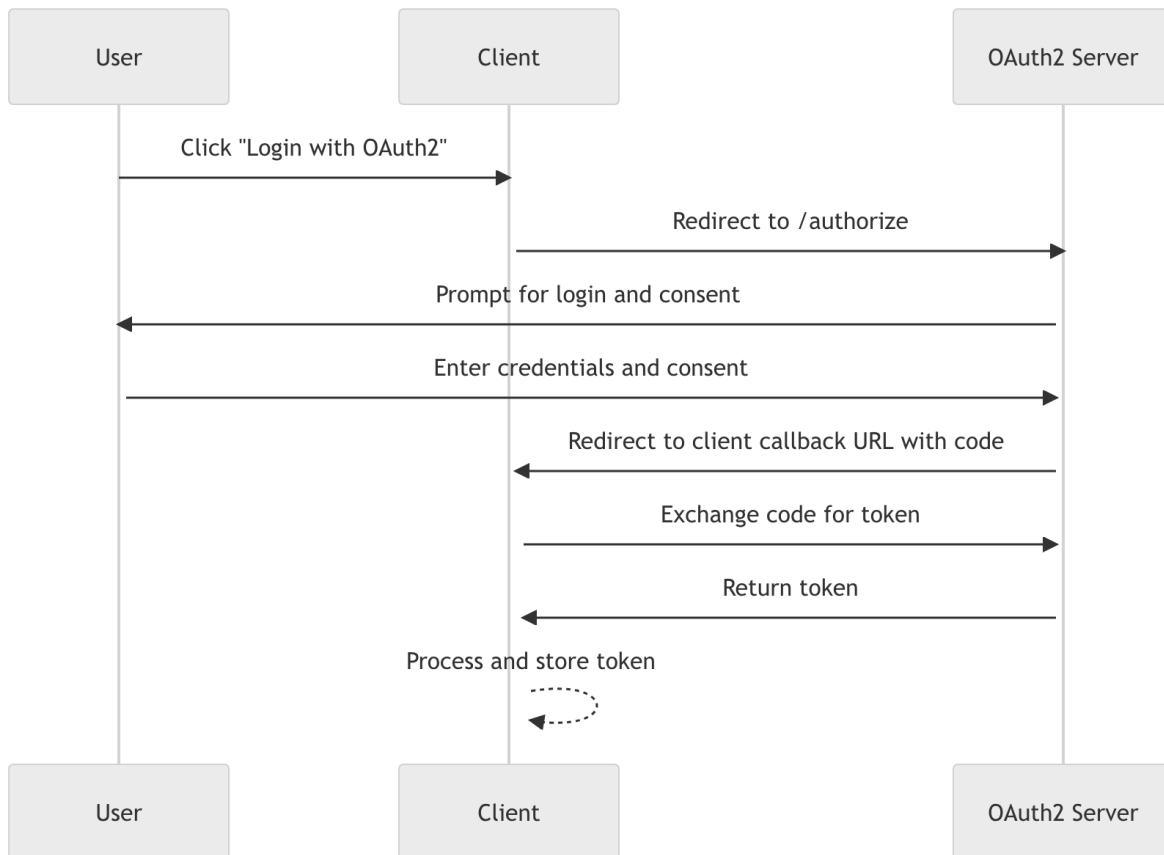 User
Client
OAuth2 Server
Click "Login with OAuth2"
Redirect to /authorize
Prompt for login and consent
Enter credentials and consent
Redirect to client callback URL with code
Exchange code for token
Return token
Process and store token
User
Client
OAuth2 Server